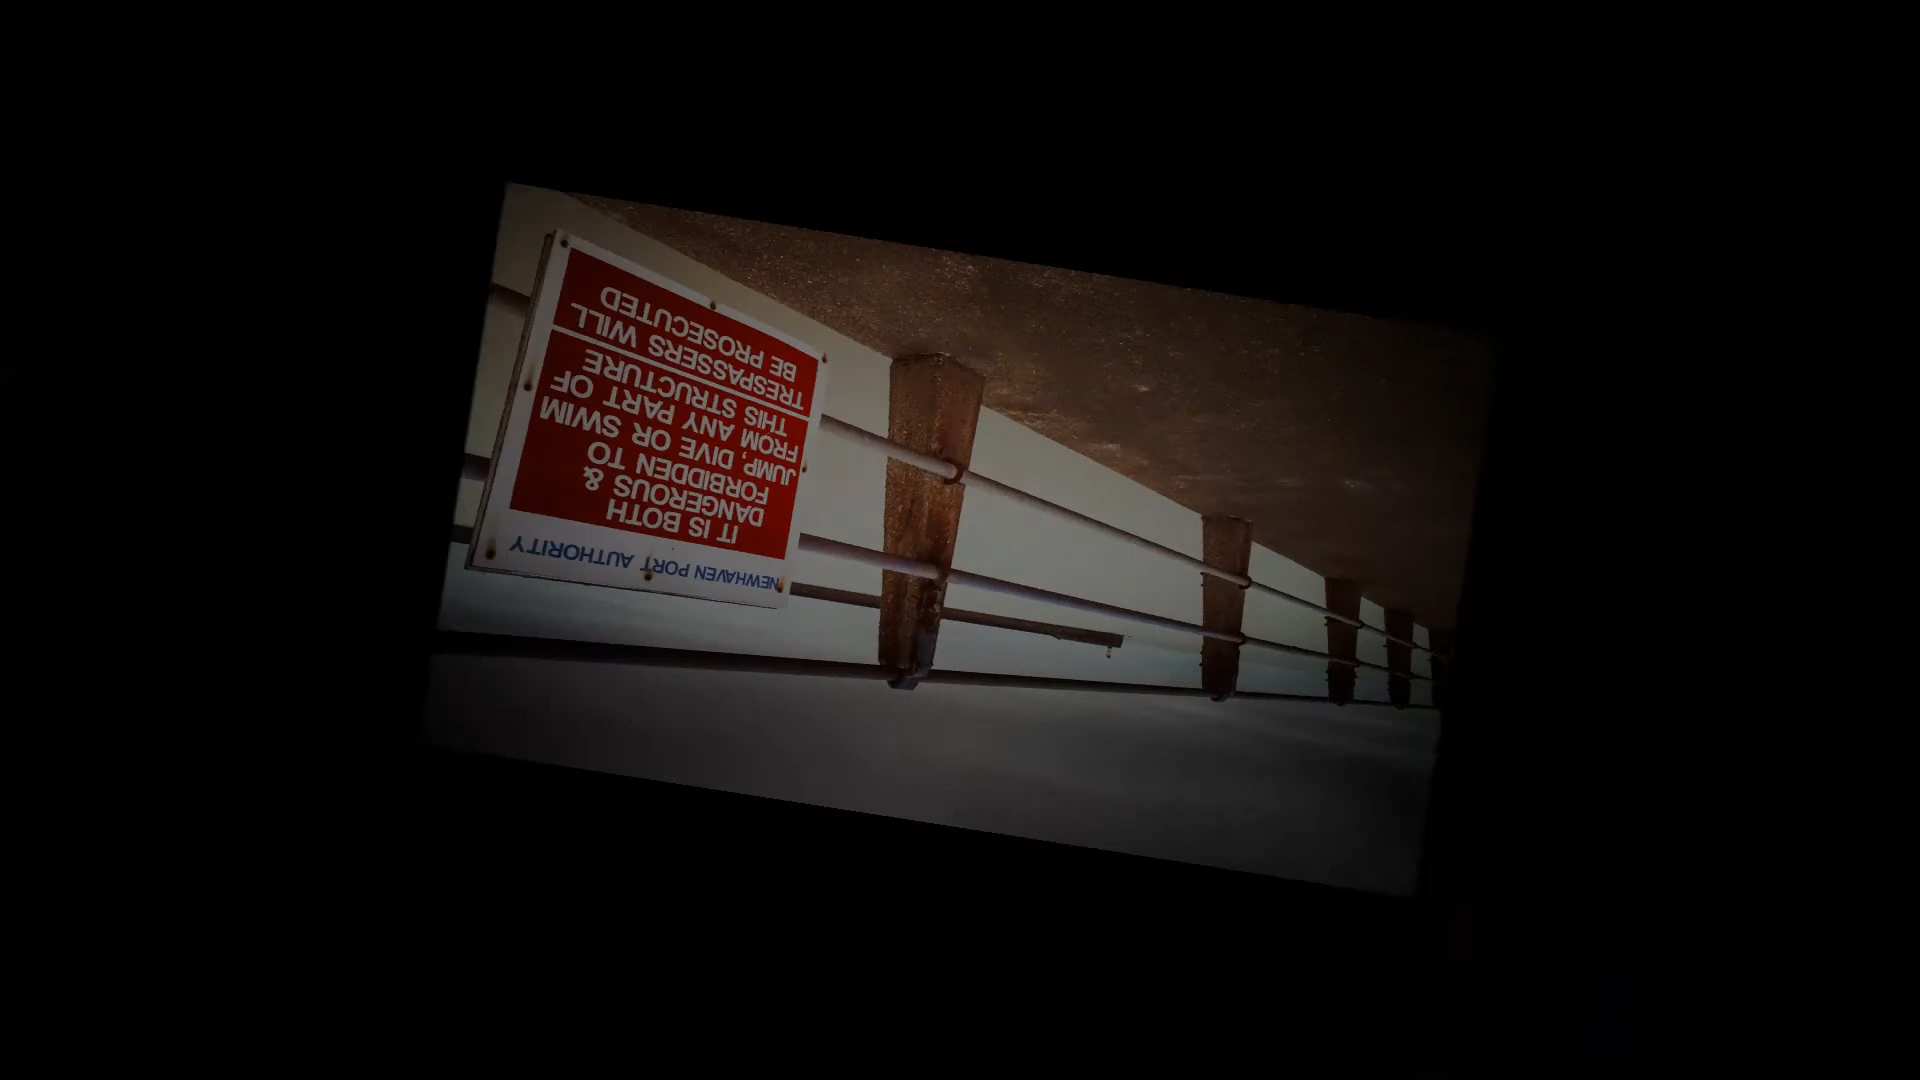 NEWHAVEN PORT AUTHORITY
IT IS BOTH
DANGEROUS &
FORBIDDEN TO
JUMP, DIVE OR SWIM
FROM ANY PART OF
THIS STRUCTURE
TRESPASSERS WILL
BE PROSECUTED